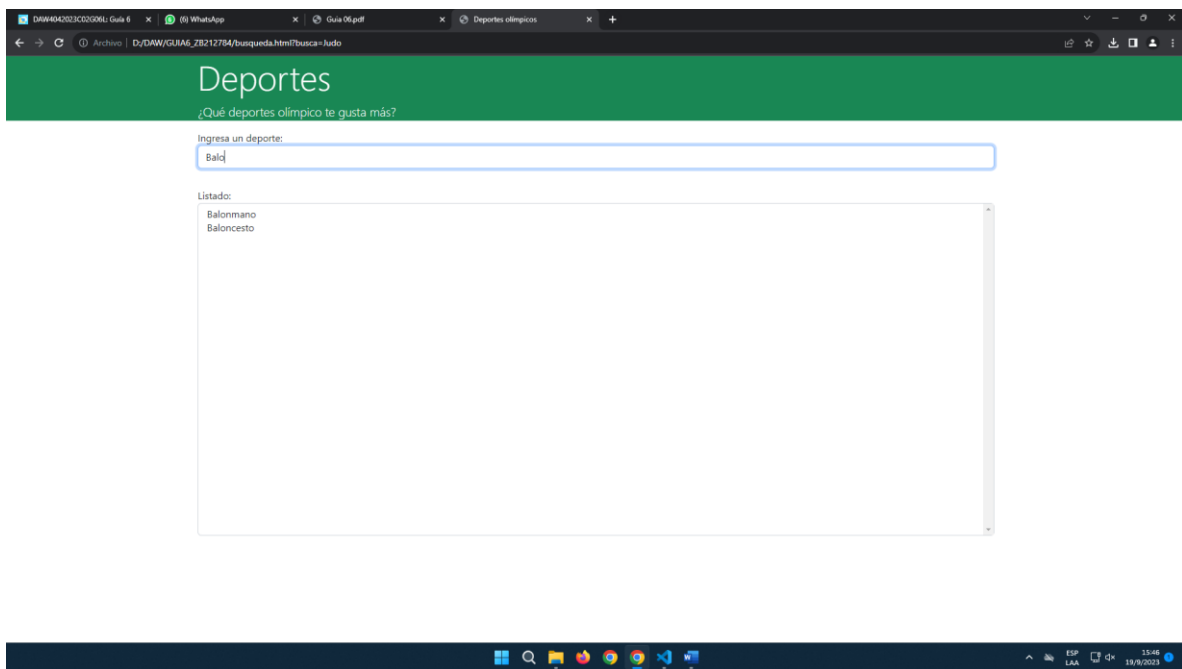 DAW4042023C02G06L: Guía 6
(6) WhatsApp
Guia 06.pdf
Deportes olímpicos
Archivo | D:/DAW/GUIA6_ZB212784/busqueda.html?busca=Judo
Deportes
¿Qué deportes olímpico te gusta más?
Ingresa un deporte:
Balo
Listado:
Balonmano
Baloncesto
ESP
LAA
15:46
19/9/2023